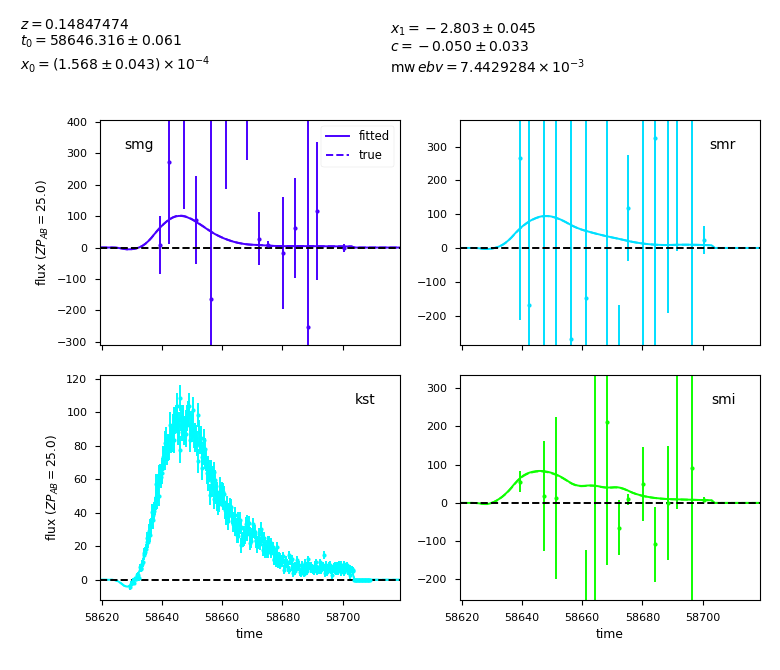 z = 0.14847474
t₀ = 58646.316 ± 0.061
x₀ = (1.568 ± 0.043) × 10⁻⁴
x₁ = −2.803 ± 0.045
c = −0.050 ± 0.033
mw ebv = 7.4429284 × 10⁻³
smg
fitted
true
400
300
200
100
0
−100
−200
−300
flux (ZP_AB = 25.0)
smr
300
200
100
0
−100
−200
kst
120
100
80
60
40
20
0
flux (ZP_AB = 25.0)
58620
58640
58660
58680
58700
time
smi
300
200
100
0
−100
−200
58620
58640
58660
58680
58700
time